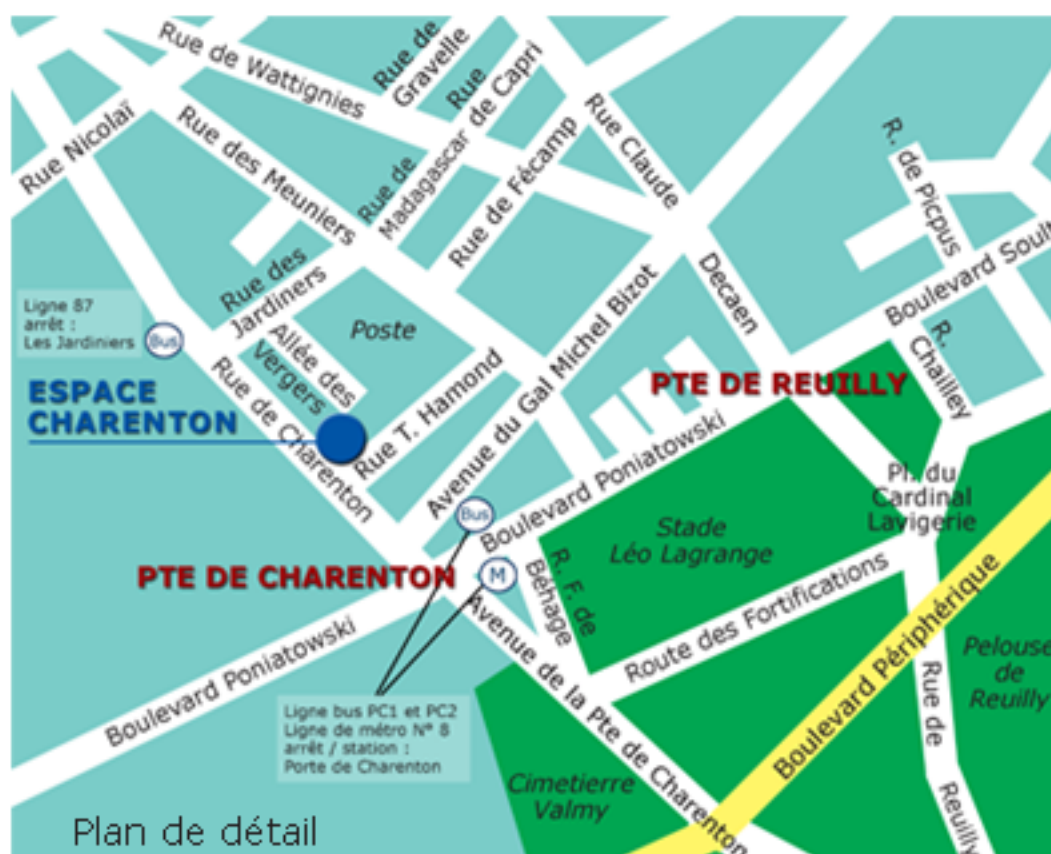 Rue de Wattignies
Rue de
Gravelle
Rue
de Capri
Rue Nicolaï
Rue des Meuniers
Rue de
Madagascar
Rue de Fécamp
Rue Claude
Decaen
R. de Picpus
Boulevard Soult
Rue des
Jardiniers
Ligne 87
arrêt :
Les Jardiniers
Bus
Allée des
Vergers
Poste
Avenue du Gal Michel Bizot
R.
Chailley
PTE DE REUILLY
ESPACE
CHARENTON
Rue de Charenton
Rue T. Hamond
Boulevard Poniatowski
Pl. du
Cardinal
Lavigerie
Bus
Stade
Léo Lagrange
PTE DE CHARENTON
M
R. F. de
Béhage
Route des Fortifications
Boulevard Périphérique
Avenue de la Pte de Charenton
Boulevard Poniatowski
Pelouse
de
Reuilly
Rue de
Reuilly
Ligne bus PC1 et PC2
Ligne de métro N° 8
arrêt / station :
Porte de Charenton
Cimetierre
Valmy
Plan de détail